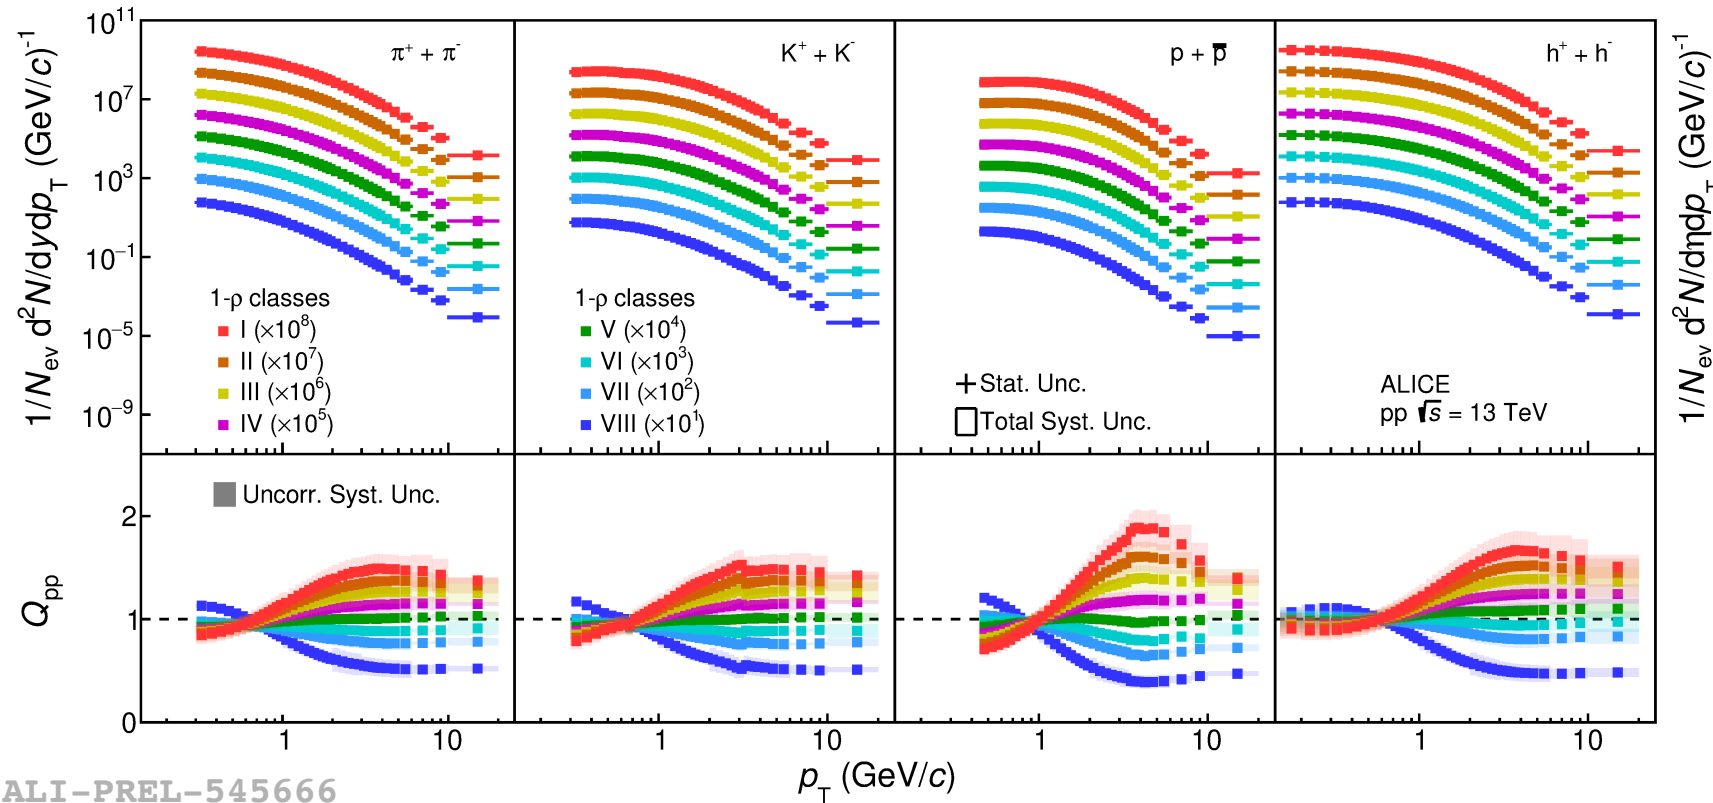 10^11
10^7
10^3
10^−1
10^−5
10^−9
1/N_ev d²N/dydp_T (GeV/c)^-1
π⁺ + π⁻
K⁺ + K⁻
p + p̅
h⁺ + h⁻
1/N_ev d²N/dηdp_T (GeV/c)^-1
1-ρ classes
I (×10⁸)
II (×10⁷)
III (×10⁶)
IV (×10⁵)
1-ρ classes
V (×10⁴)
VI (×10³)
VII (×10²)
VIII (×10¹)
Stat. Unc.
Total Syst. Unc.
ALICE
pp √s = 13 TeV
Uncorr. Syst. Unc.
Q_pp
2
1
0
1 10
1 10
1 10
1 10
p_T (GeV/c)
ALI-PREL-545666